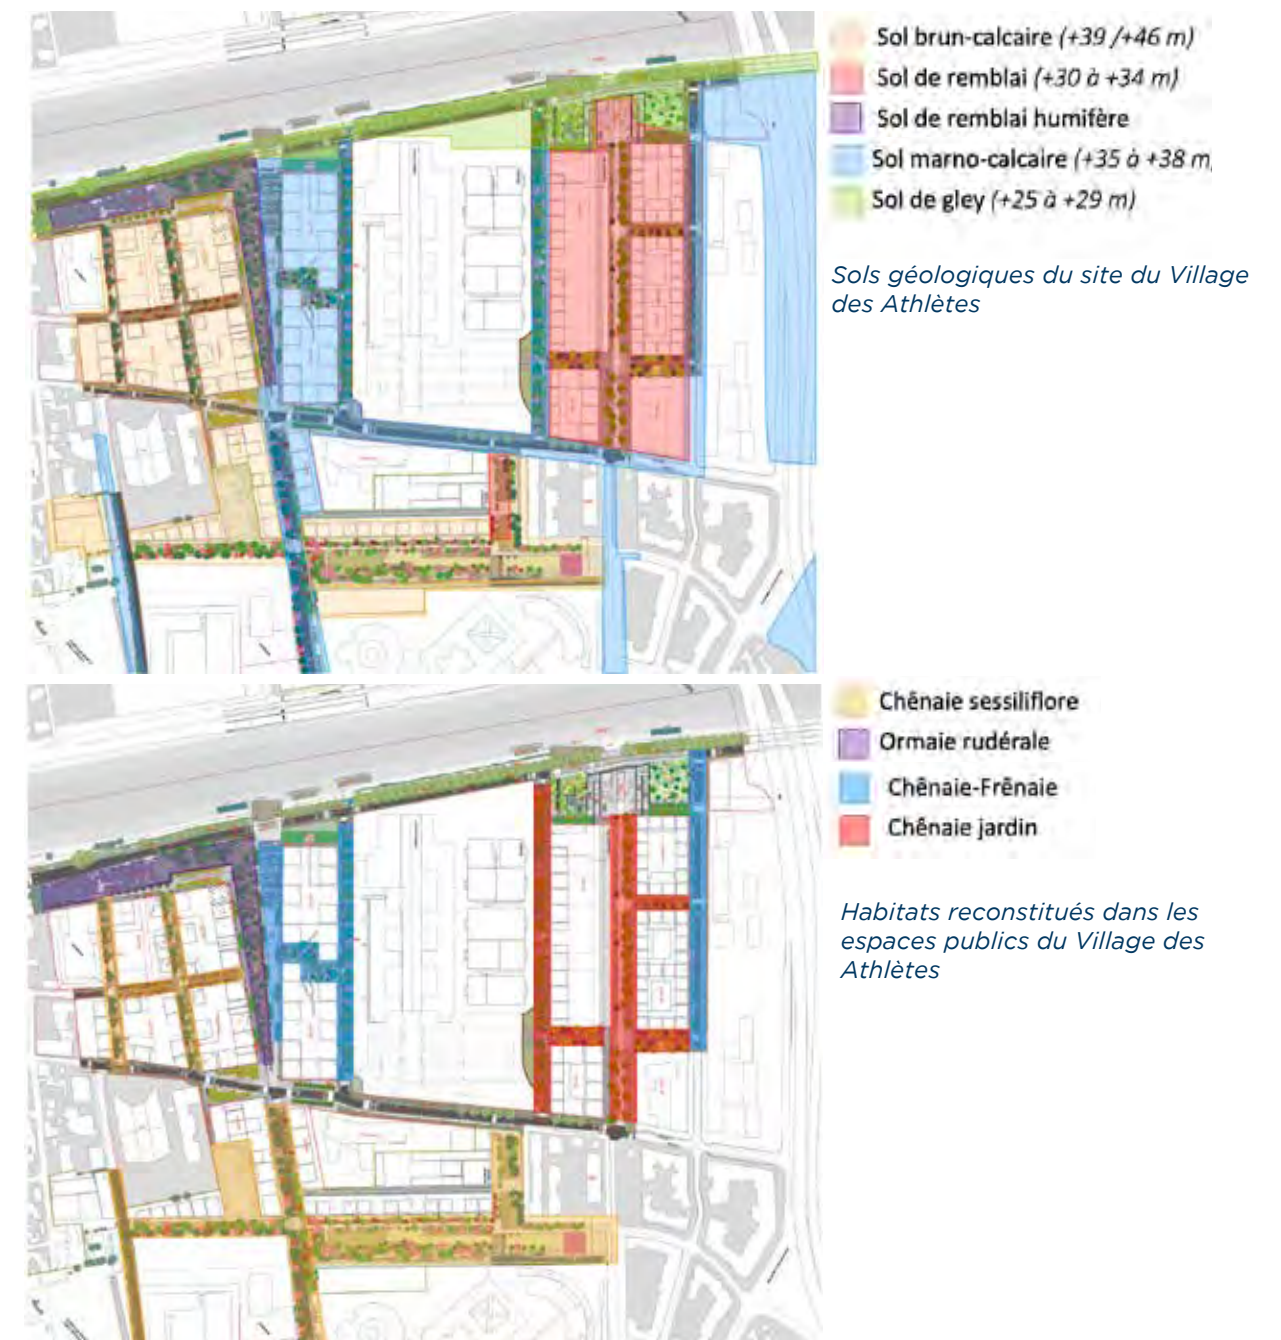 Sol brun-calcaire (+39 /+46 m)
Sol de remblai (+30 à +34 m)
Sol de remblai humifère
Sol marno-calcaire (+35 à +38 m
Sol de gley (+25 à +29 m)
Sols géologiques du site du Village
des Athlètes
Chênaie sessiliflore
Ormaie rudérale
Chênaie-Frênaie
Chênaie jardin
Habitats reconstitués dans les
espaces publics du Village des
Athlètes